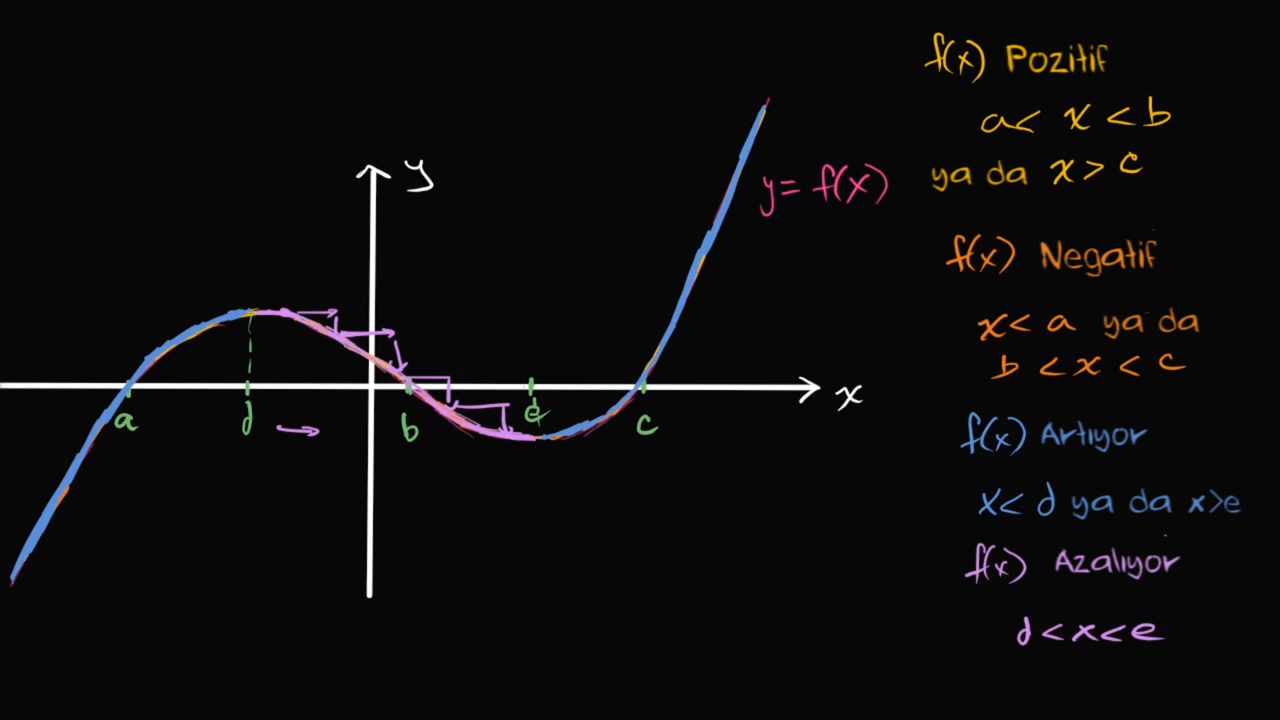 y
x
y = f(x)
a
d
b
e
c
f(x) Pozitif
a < x < b
ya da x > c
f(x) Negatif
x < a ya da
b < x < c
f(x) Artıyor
x < d ya da x>e
f(x) Azalıyor
d < x < e